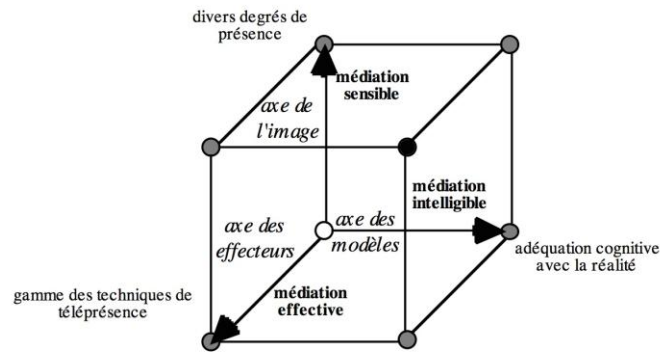 divers degrés de
présence
médiation
sensible
axe de
l'image
médiation
intelligible
axe des
effecteurs
axe des
modèles
adéquation cognitive
avec la réalité
gamme des techniques de
téléprésence
médiation
effective